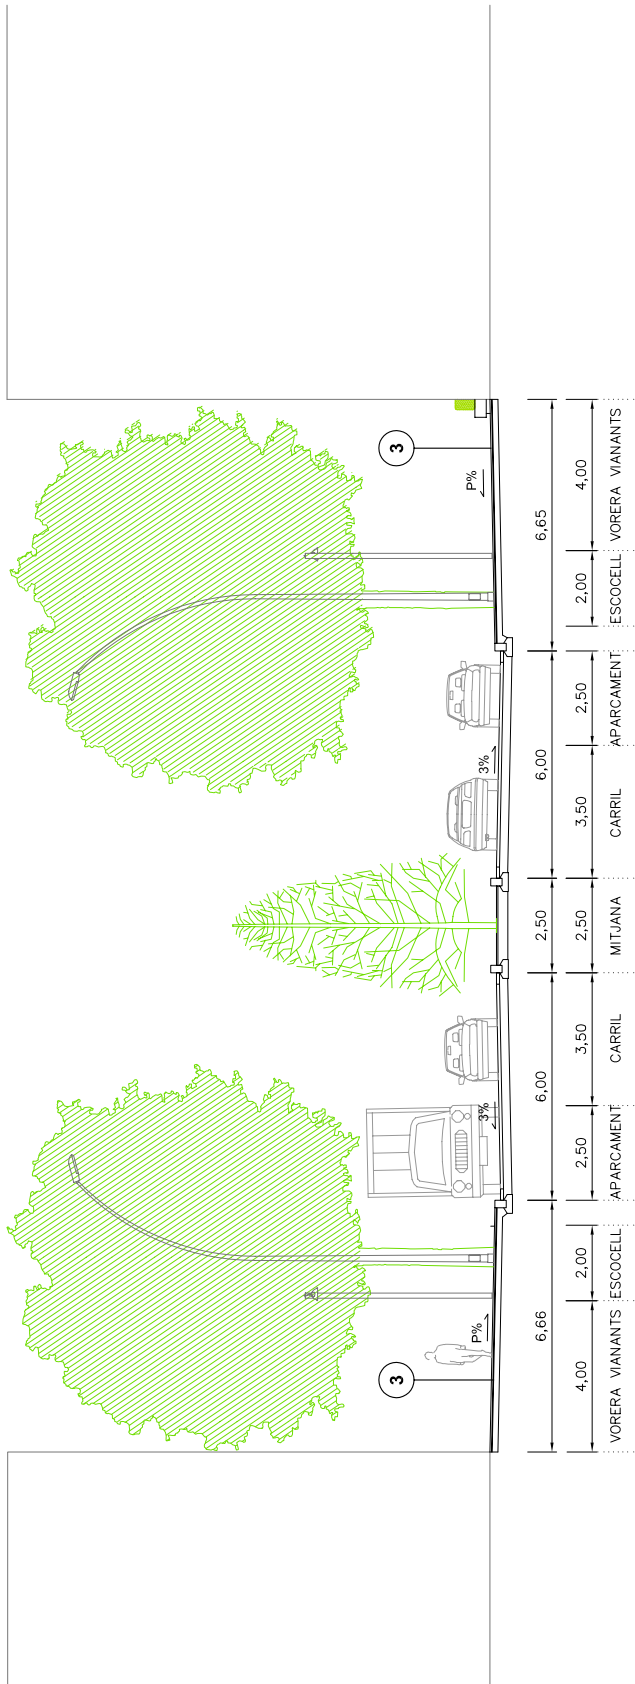 3
3
P%
P%
3%
3%
6,66
6,00
2,50
6,00
6,65
4,00
2,00
2,50
3,50
2,50
3,50
2,50
2,00
4,00
VORERA VIANANTS
ESCOCELL
APARCAMENT
CARRIL
MITJANA
CARRIL
APARCAMENT
ESCOCELL
VORERA VIANANTS